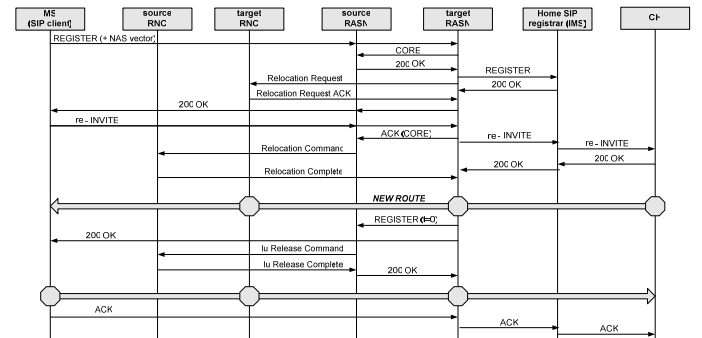 MS
(SIP client)
source
RNC
target
RNC
source
RASN
target
RASN
Home SIP
registrar (IMS)
CH
REGISTER (+ NAS vector)
CORE
200 OK
REGISTER
Relocation Request
200 OK
Relocation Request ACK
200 OK
re - INVITE
ACK (CORE)
re - INVITE
re - INVITE
Relocation Command
200 OK
200 OK
Relocation Complete
NEW ROUTE
REGISTER (t=0)
200 OK
Iu Release Command
Iu Release Complete
200 OK
ACK
ACK
ACK